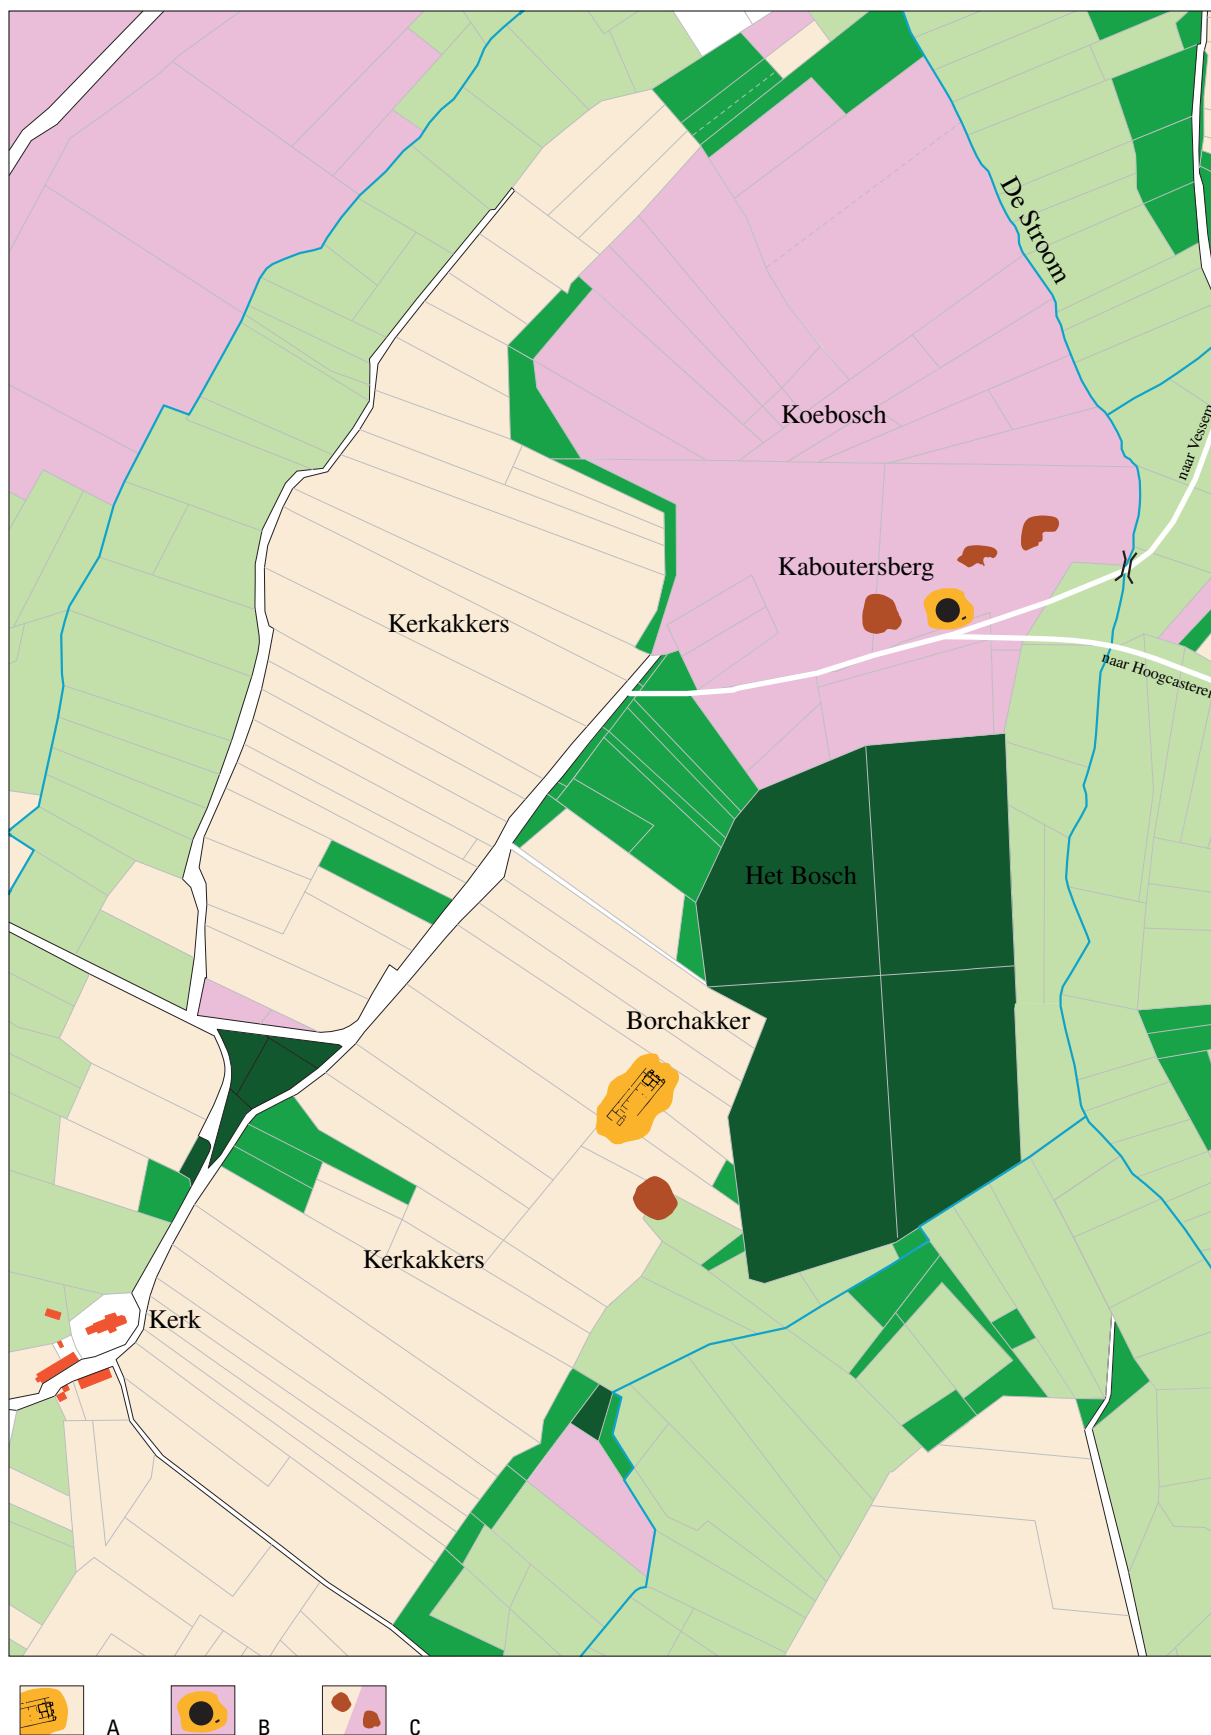 De Stroom
naar Vessem
Koebosch
Kaboutersberg
Kerkakkers
naar Hoogcasteren
Het Bosch
Borchakker
Kerkakkers
Kerk
A
B
C